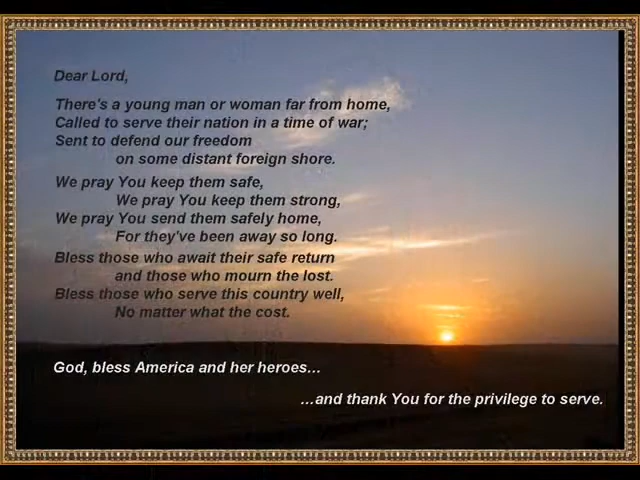 Dear Lord,
There's a young man or woman far from home,
Called to serve their nation in a time of war;
Sent to defend our freedom
on some distant foreign shore.
We pray You keep them safe,
We pray You keep them strong,
We pray You send them safely home,
For they've been away so long.
Bless those who await their safe return
and those who mourn the lost.
Bless those who serve this country well,
No matter what the cost.
God, bless America and her heroes…
…and thank You for the privilege to serve.